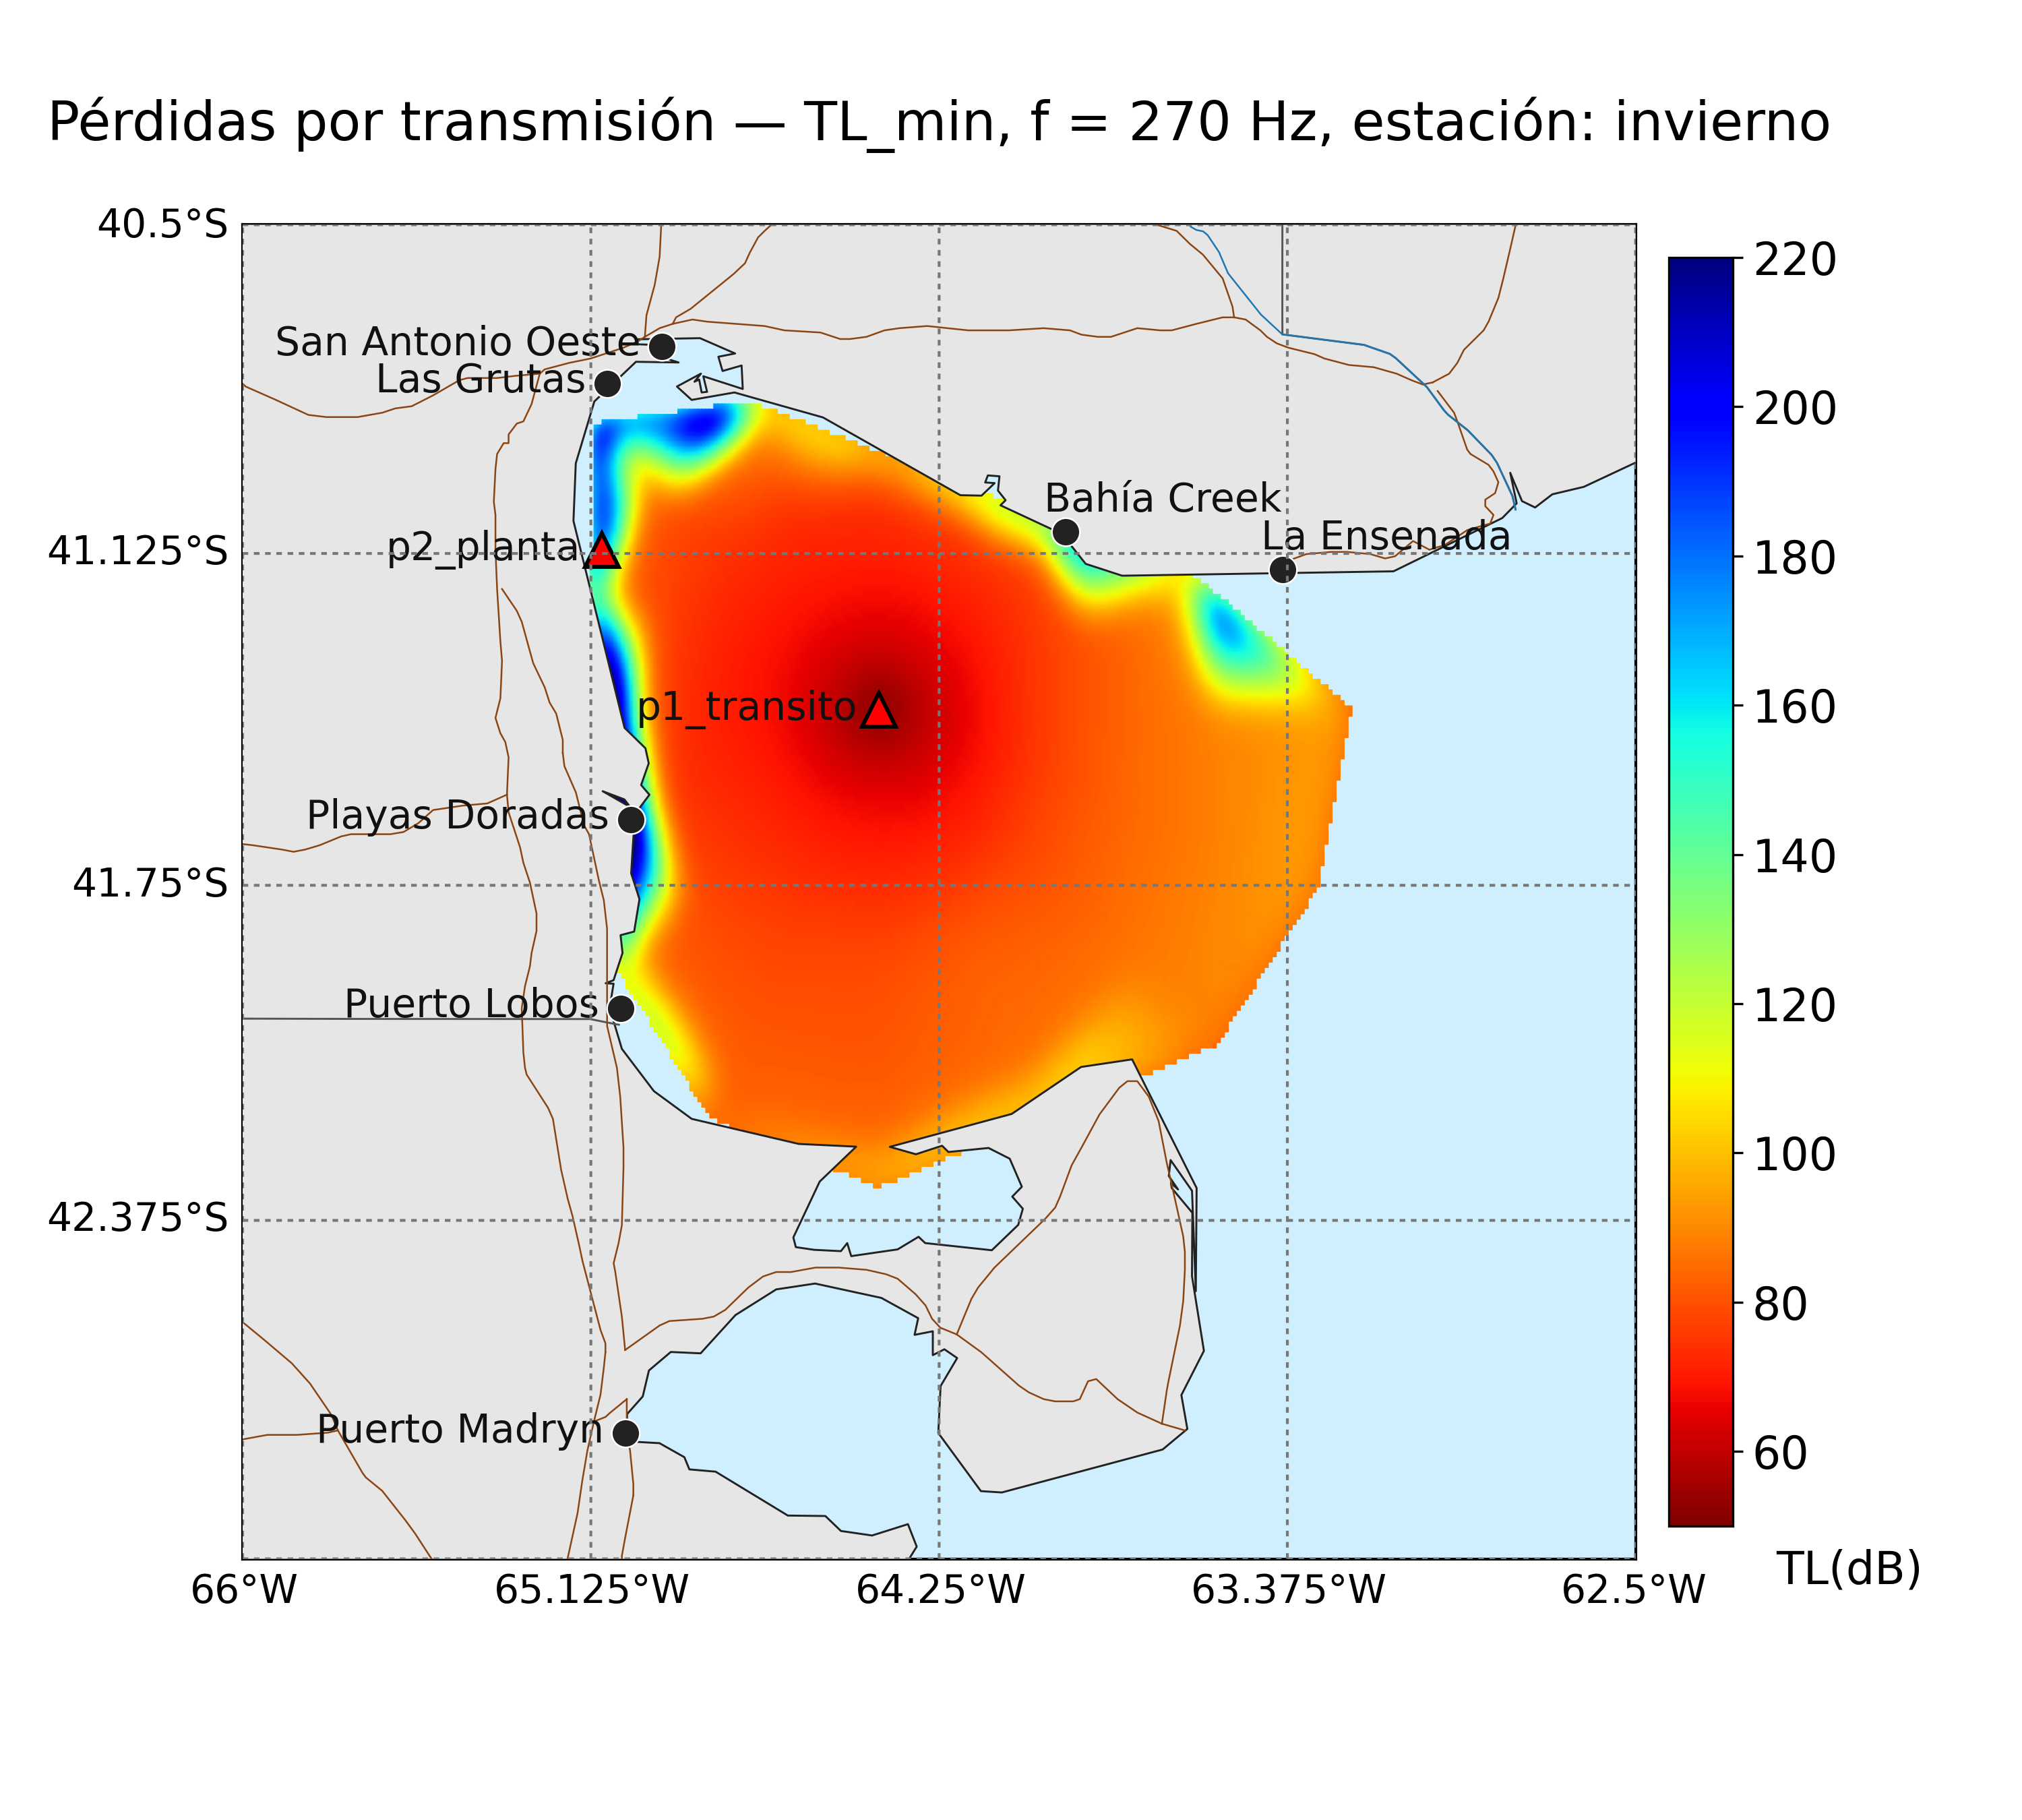 Pérdidas por transmisión — TL_min, f = 270 Hz, estación: invierno
40.5°S
220
San Antonio Oeste
Las Grutas
200
Bahía Creek
La Ensenada
p2_planta
41.125°S
180
p1_transito
160
Playas Doradas
140
41.75°S
Puerto Lobos
120
100
42.375°S
80
Puerto Madryn
60
TL(dB)
66°W
65.125°W
64.25°W
63.375°W
62.5°W